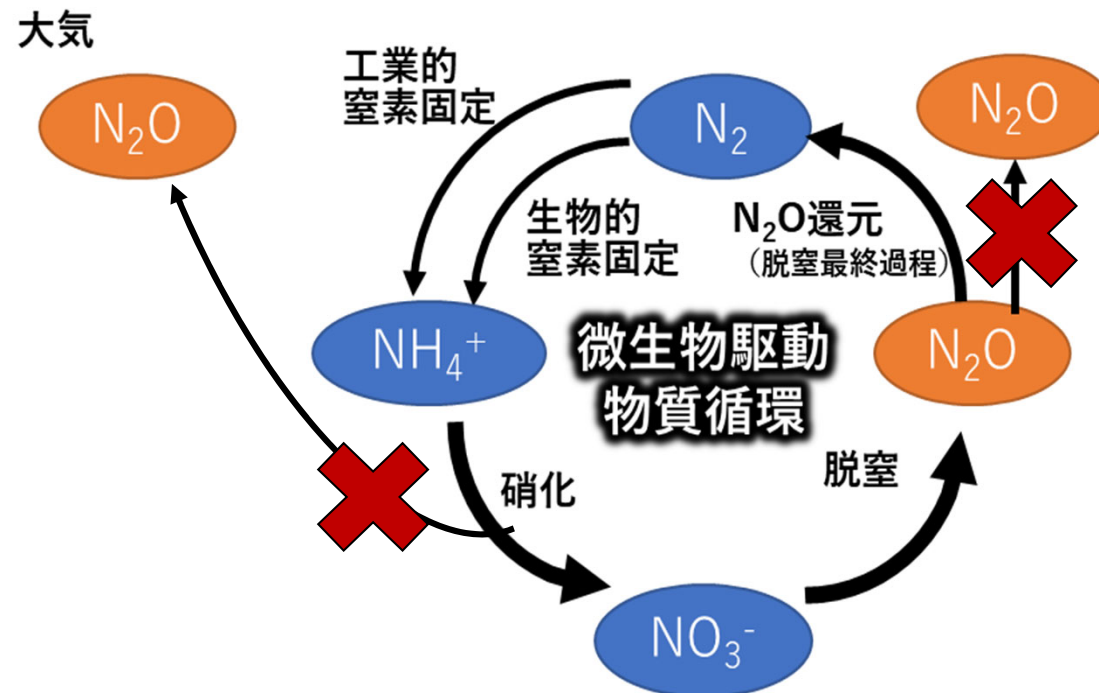 大気
N₂O
工業的
窒素固定
N₂
N₂O
生物的
窒素固定
N₂O還元
(脱窒最終過程)
NH₄⁺
微生物駆動
物質循環
N₂O
硝化
脱窒
NO₃⁻